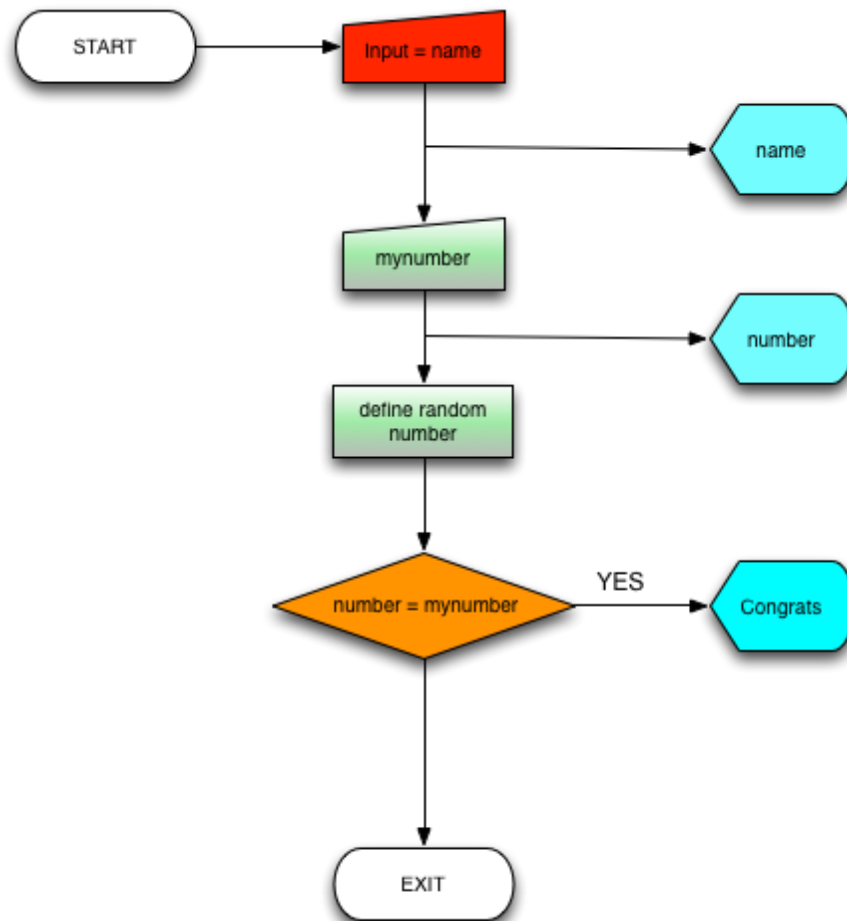 START
Input = name
name
mynumber
number
define random
number
number = mynumber
YES
Congrats
EXIT